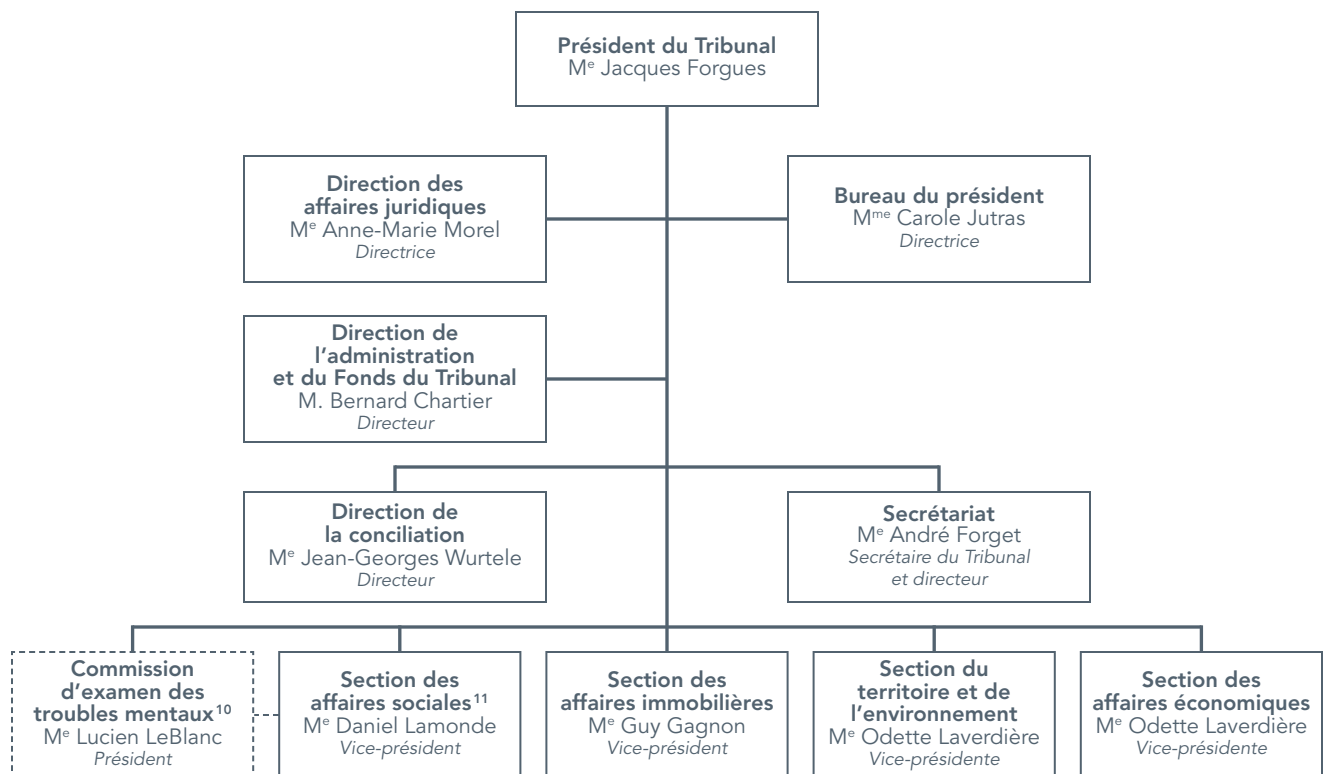 Président du Tribunal
Me Jacques Forgues
Direction des
affaires juridiques
Me Anne-Marie Morel
Directrice
Bureau du président
Mme Carole Jutras
Directrice
Direction de
l’administration
et du Fonds du Tribunal
M. Bernard Chartier
Directeur
Direction de
la conciliation
Me Jean-Georges Wurtele
Directeur
Secrétariat
Me André Forget
Secrétaire du Tribunal
et directeur
Commission
d’examen des
troubles mentaux10
Me Lucien LeBlanc
Président
Section des
affaires sociales11
Me Daniel Lamonde
Vice-président
Section des
affaires immobilières
Me Guy Gagnon
Vice-président
Section du
territoire et de
l’environnement
Me Odette Laverdière
Vice-présidente
Section des
affaires économiques
Me Odette Laverdière
Vice-présidente